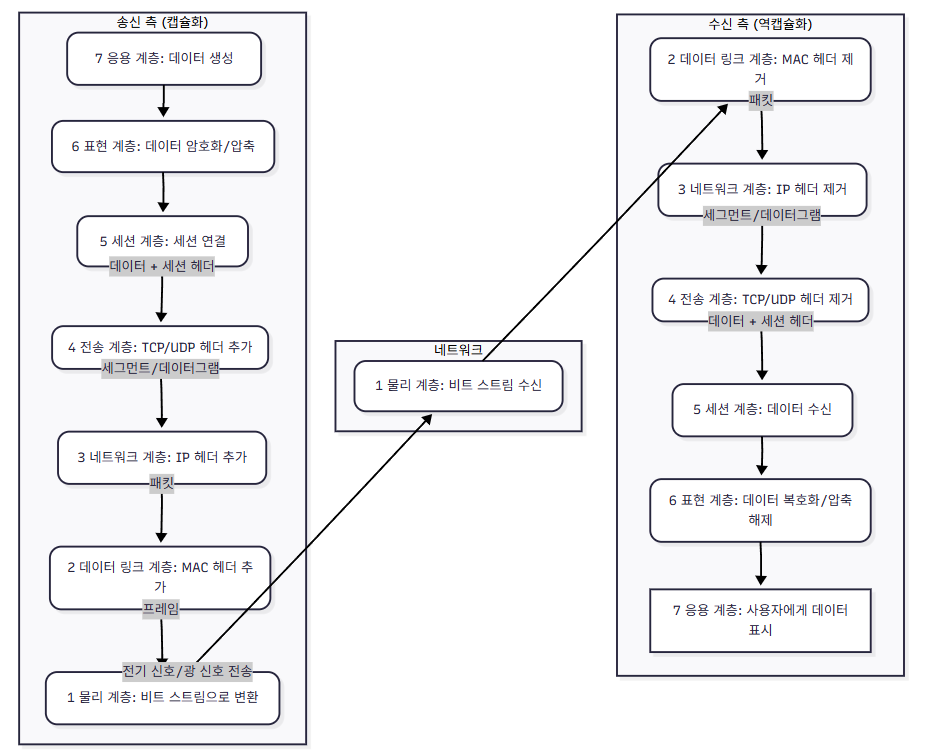 송신 측 (캡슐화)
7 응용 계층: 데이터 생성
6 표현 계층: 데이터 암호화/압축
5 세션 계층: 세션 연결
데이터 + 세션 헤더
4 전송 계층: TCP/UDP 헤더 추가
세그먼트/데이터그램
3 네트워크 계층: IP 헤더 추가
패킷
2 데이터 링크 계층: MAC 헤더 추
가
프레임
전기 신호/광 신호 전송
1 물리 계층: 비트 스트림으로 변환
네트워크
1 물리 계층: 비트 스트림 수신
수신 측 (역캡슐화)
2 데이터 링크 계층: MAC 헤더 제
거
패킷
3 네트워크 계층: IP 헤더 제거
세그먼트/데이터그램
4 전송 계층: TCP/UDP 헤더 제거
데이터 + 세션 헤더
5 세션 계층: 데이터 수신
6 표현 계층: 데이터 복호화/압축
해제
7 응용 계층: 사용자에게 데이터
표시